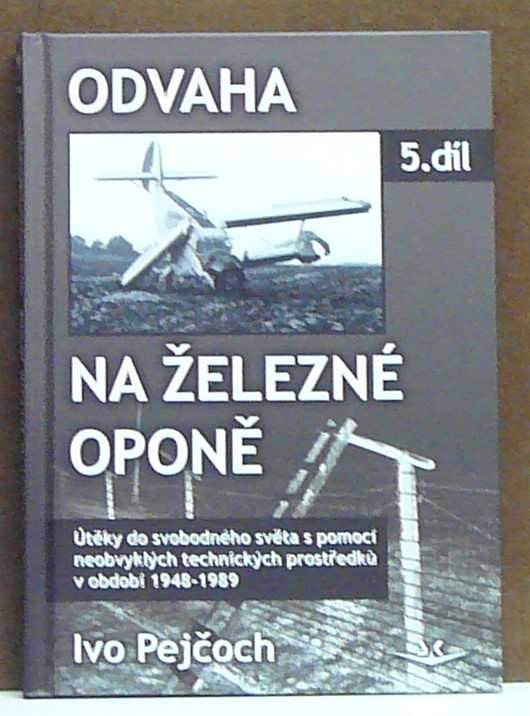 ODVAHA
5.díl
NA ŽELEZNÉ
OPONĚ
Útěky do svobodného světa s pomocí
neobvyklých technických prostředků
v období 1948-1989
Ivo Pejčoch